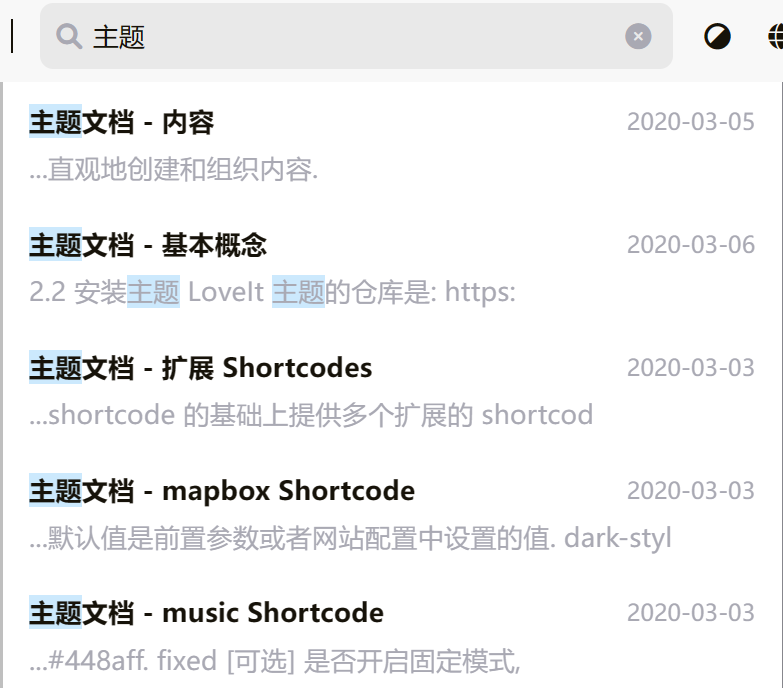 主题
主题文档 - 内容 2020-03-05
...直观地创建和组织内容.
主题文档 - 基本概念 2020-03-06
2.2 安装主题 LoveIt 主题的仓库是: https:
主题文档 - 扩展 Shortcodes 2020-03-03
...shortcode 的基础上提供多个扩展的 shortcod
主题文档 - mapbox Shortcode 2020-03-03
...默认值是前置参数或者网站配置中设置的值. dark-styl
主题文档 - music Shortcode 2020-03-03
...#448aff. fixed [可选] 是否开启固定模式,